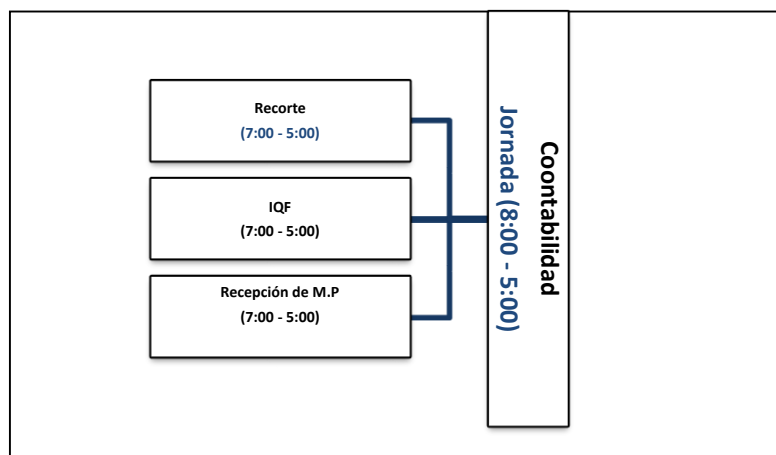 Recorte
(7:00 - 5:00)
IQF
(7:00 - 5:00)
Recepción de M.P
(7:00 - 5:00)
Coontabilidad
Jornada (8:00 - 5:00)